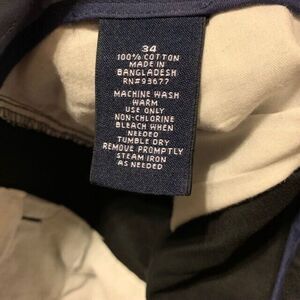 34
100% COTTON
MADE IN
BANGLADESH
RN#93677
MACHINE WASH
WARM
USE ONLY
NON-CHLORINE
BLEACH WHEN
NEEDED
TUMBLE DRY
REMOVE PROMPTLY
STEAM IRON
AS NEEDED